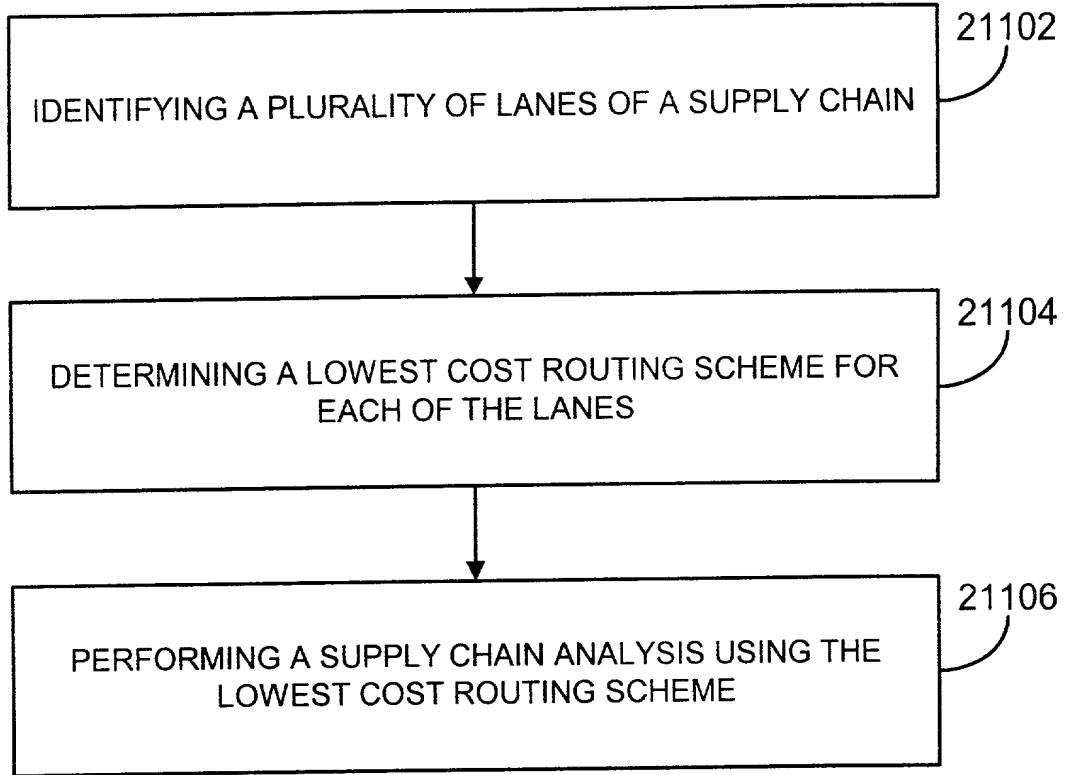 21102
IDENTIFYING A PLURALITY OF LANES OF A SUPPLY CHAIN
21104
DETERMINING A LOWEST COST ROUTING SCHEME FOR
EACH OF THE LANES
21106
PERFORMING A SUPPLY CHAIN ANALYSIS USING THE
LOWEST COST ROUTING SCHEME